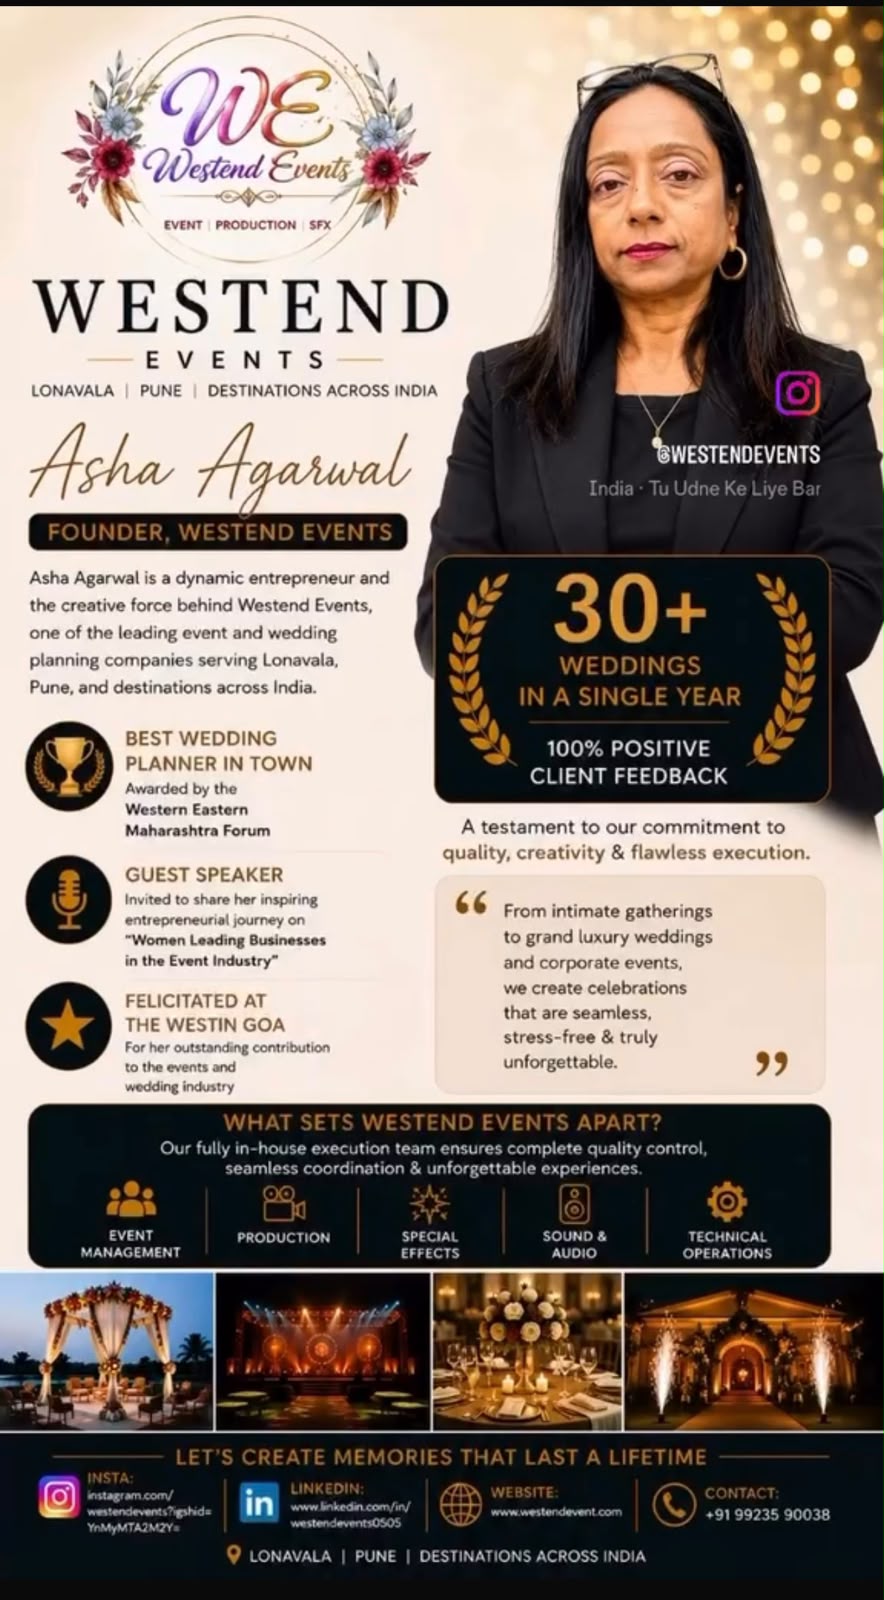 WE
Westend Events
EVENT | PRODUCTION | SFX
WESTEND
EVENTS
LONAVALA | PUNE | DESTINATIONS ACROSS INDIA
Asha Agarwal
FOUNDER, WESTEND EVENTS
Asha Agarwal is a dynamic entrepreneur and
the creative force behind Westend Events,
one of the leading event and wedding
planning companies serving Lonavala,
Pune, and destinations across India.
BEST WEDDING
PLANNER IN TOWN
Awarded by the
Western Eastern
Maharashtra Forum
GUEST SPEAKER
Invited to share her inspiring
entrepreneurial journey on
"Women Leading Businesses
in the Event Industry"
FELICITATED AT
THE WESTIN GOA
For her outstanding contribution
to the events and
wedding industry
@WESTENDEVENTS
India · Tu Udne Ke Liye Bar
30+
WEDDINGS
IN A SINGLE YEAR
100% POSITIVE
CLIENT FEEDBACK
A testament to our commitment to
quality, creativity & flawless execution.
“ From intimate gatherings
to grand luxury weddings
and corporate events,
we create celebrations
that are seamless,
stress-free & truly
unforgettable. ”
WHAT SETS WESTEND EVENTS APART?
Our fully in-house execution team ensures complete quality control,
seamless coordination & unforgettable experiences.
EVENT
MANAGEMENT
PRODUCTION
SPECIAL
EFFECTS
SOUND &
AUDIO
TECHNICAL
OPERATIONS
LET'S CREATE MEMORIES THAT LAST A LIFETIME
INSTA:
instagram.com/
westendevents?igshid=
YnMyMTA2M2Y=
LINKEDIN:
www.linkedin.com/in/
westendevents0505
WEBSITE:
www.westendevent.com
CONTACT:
+91 99235 90038
LONAVALA | PUNE | DESTINATIONS ACROSS INDIA